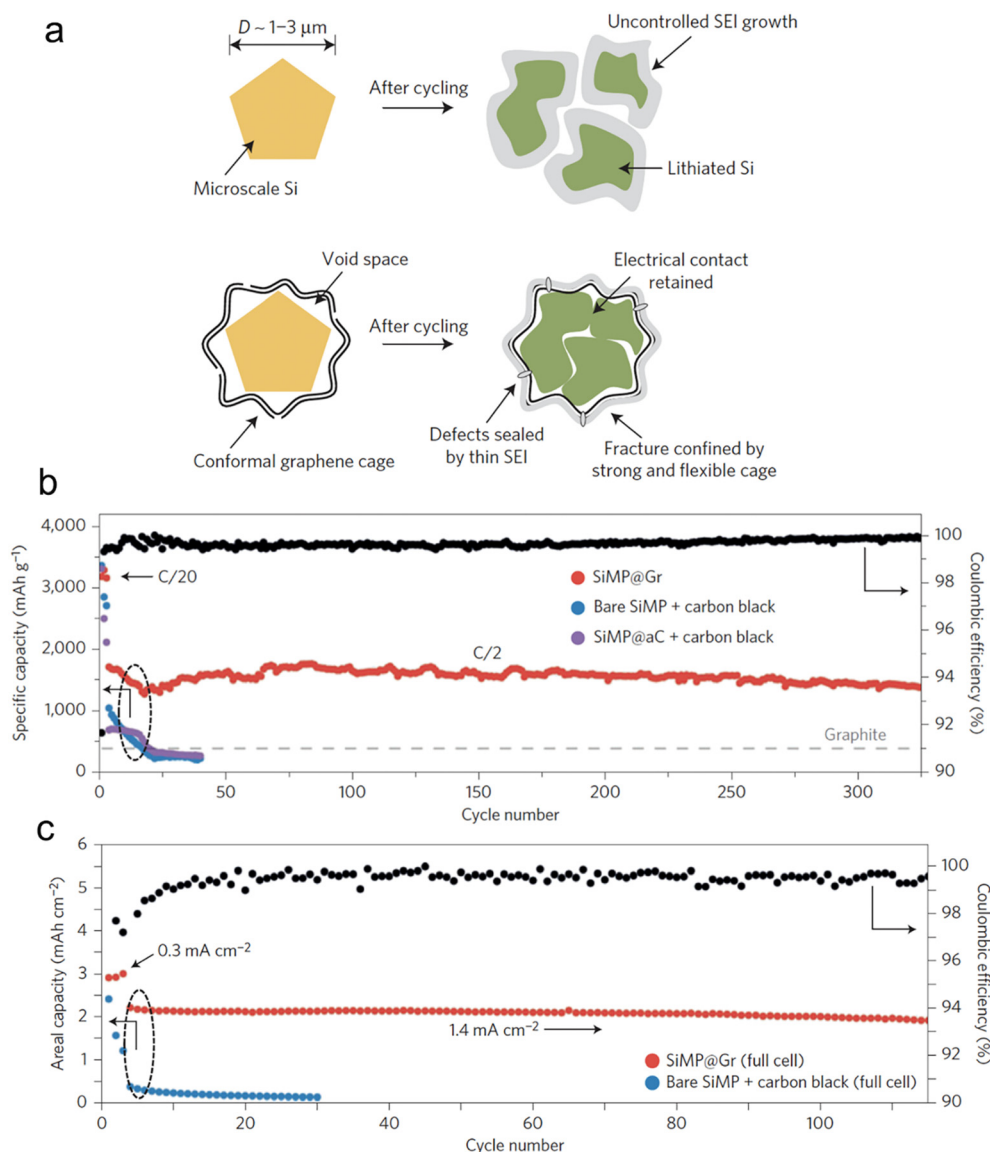 a
D ~ 1–3 μm
Uncontrolled SEI growth
After cycling
Microscale Si
Lithiated Si
Void space
Electrical contact
retained
After cycling
Conformal graphene cage
Defects sealed
by thin SEI
Fracture confined by
strong and flexible cage
b
4,000
3,000
2,000
1,000
0
Specific capacity (mAh g⁻¹)
C/20
SiMP@Gr
Bare SiMP + carbon black
SiMP@aC + carbon black
C/2
Graphite
100
98
96
94
92
90
Coulombic efficiency (%)
0
50
100
150
200
250
300
Cycle number
c
6
5
4
3
2
1
0
Areal capacity (mAh cm⁻²)
0.3 mA cm⁻²
1.4 mA cm⁻²
SiMP@Gr (full cell)
Bare SiMP + carbon black (full cell)
100
98
96
94
92
90
Coulombic efficiency (%)
0
20
40
60
80
100
Cycle number